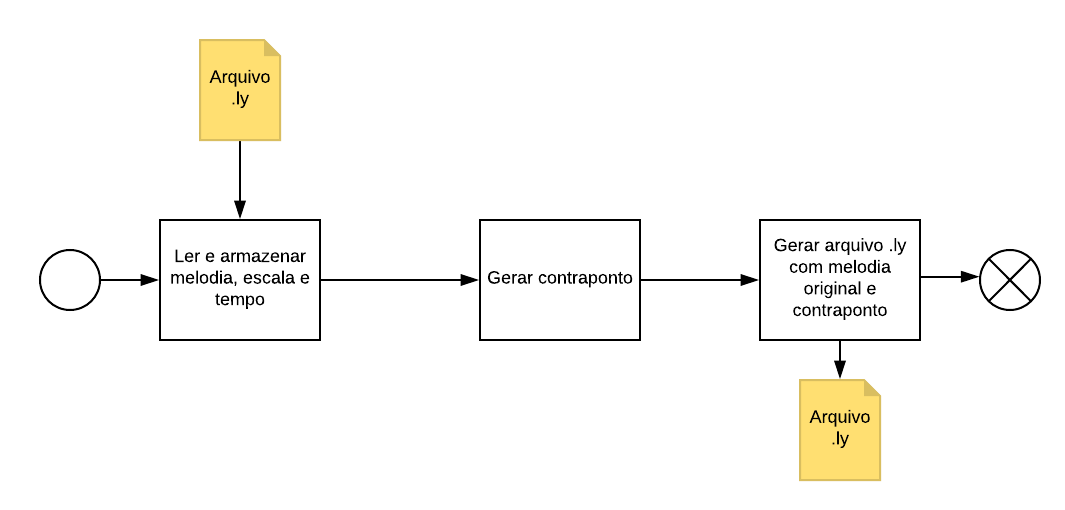 Arquivo
.ly
Ler e armazenar
melodia, escala e
tempo
Gerar contraponto
Gerar arquivo .ly
com melodia
original e
contraponto
Arquivo
.ly